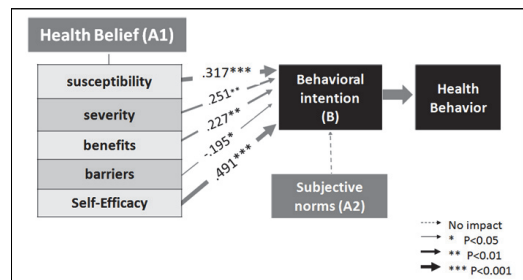 Health Belief (A1)
susceptibility
severity
benefits
barriers
Self-Efficacy
.317***
.251**
.227**
-.195*
.491***
Behavioral
intention
(B)
Health
Behavior
Subjective
norms (A2)
No impact
* P<0.05
** P<0.01
*** P<0.001